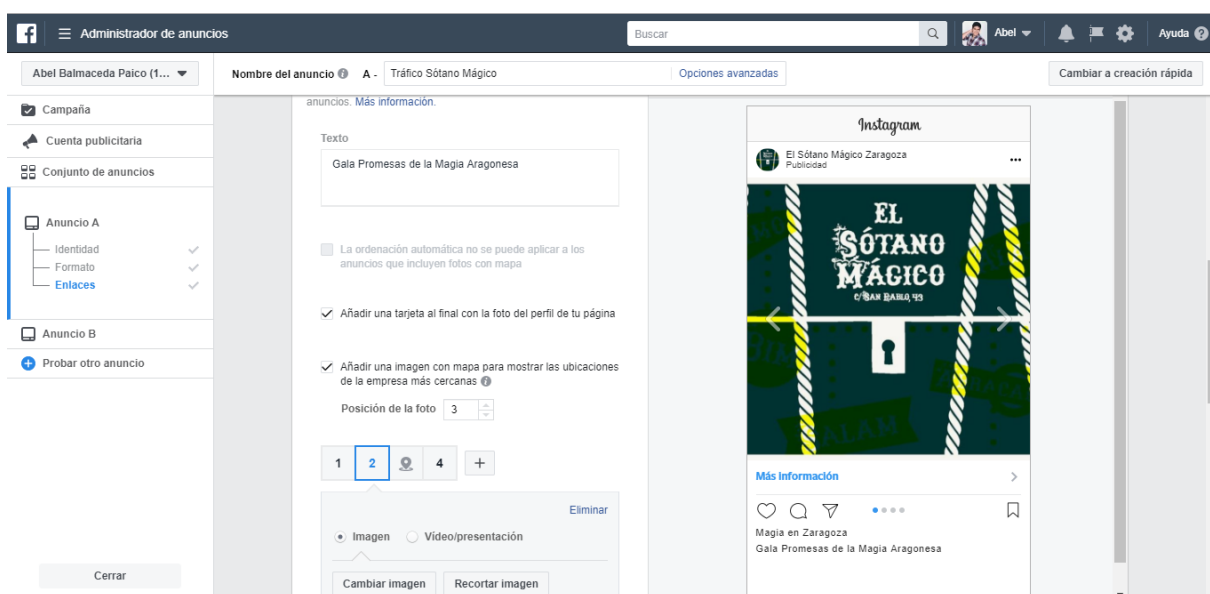 Administrador de anuncios
Buscar
Abel
Ayuda
Abel Balmaceda Paico (1...
Nombre del anuncio
A -
Tráfico Sótano Mágico
Opciones avanzadas
Cambiar a creación rápida
Campaña
Cuenta publicitaria
Conjunto de anuncios
Anuncio A
Identidad
Formato
Enlaces
Anuncio B
Probar otro anuncio
Cerrar
anuncios. Más información.
Texto
Gala Promesas de la Magia Aragonesa
La ordenación automática no se puede aplicar a los
anuncios que incluyen fotos con mapa
Añadir una tarjeta al final con la foto del perfil de tu página
Añadir una imagen con mapa para mostrar las ubicaciones
de la empresa más cercanas
Posición de la foto 3
1 2 4 +
Eliminar
Imagen Vídeo/presentación
Cambiar imagen Recortar imagen
Instagram
El Sótano Mágico Zaragoza
Publicidad
EL
SÓTANO
MÁGICO
C/SAN PABLO, 43
Más información
Magia en Zaragoza
Gala Promesas de la Magia Aragonesa